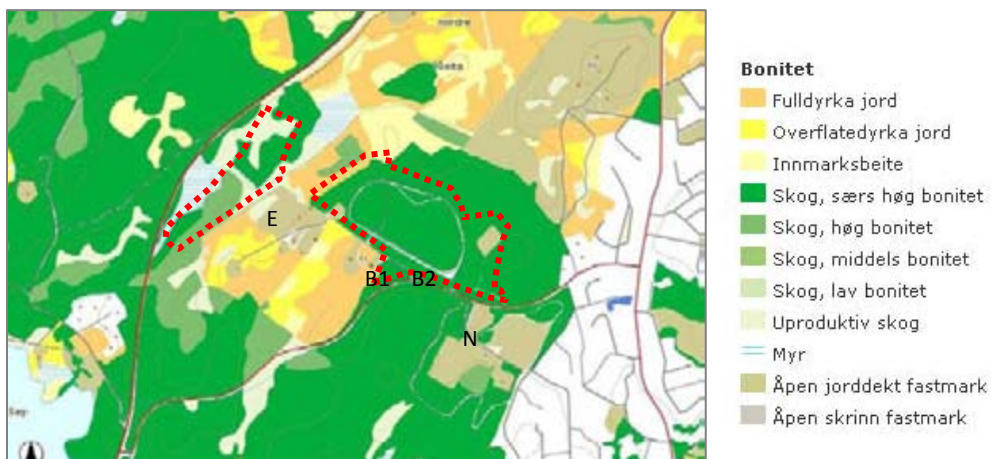 nordre
E
B1 B2
N
Bonitet
Fulldyrka jord
Overflatedyrka jord
Innmarksbeite
Skog, særs høg bonitet
Skog, høg bonitet
Skog, middels bonitet
Skog, lav bonitet
Uproduktiv skog
Myr
Åpen jorddekt fastmark
Åpen skrinn fastmark